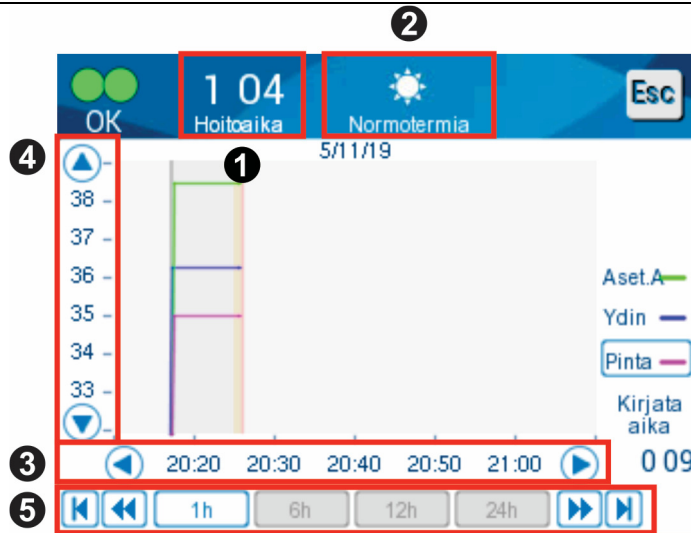 2
OK
1 04
Hoitoaika
Normotermia
Esc
1
5/11/19
4
38
37
36
35
34
33
Aset.A
Ydin
Pinta
Kirjata
aika
0 09
3
20:20 20:30 20:40 20:50 21:00
5
1h 6h 12h 24h